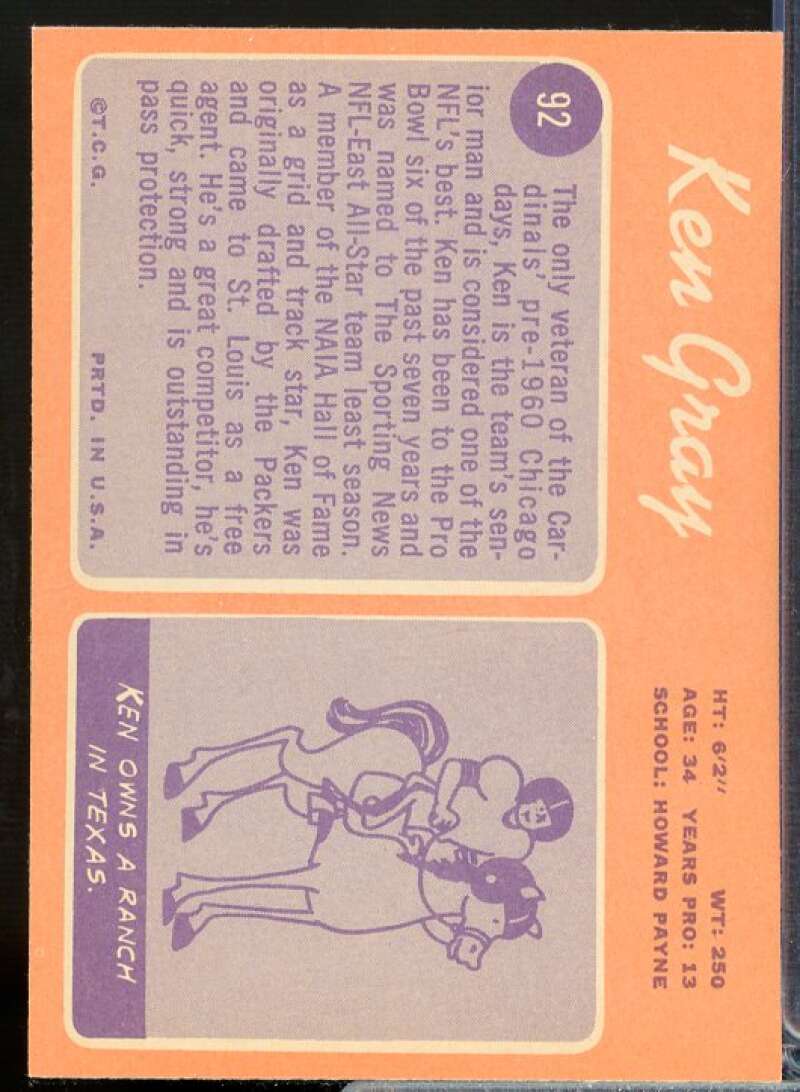 Ken Gray
HT: 6'2" WT: 250
AGE: 34 YEARS PRO: 13
SCHOOL: HOWARD PAYNE
92
The only veteran of the Car-
dinals' pre-1960 Chicago
days, Ken is the team's sen-
ior man and is considered one of the
NFL's best. Ken has been to the Pro
Bowl six of the past seven years and
was named to The Sporting News
NFL-East All-Star team least season.
A member of the NAIA Hall of Fame
as a grid and track star, Ken was
originally drafted by the Packers
and came to St. Louis as a free
agent. He's a great competitor, he's
quick, strong and is outstanding in
pass protection.
©T.C.G. PRTD. IN U.S.A.
KEN OWNS A RANCH
IN TEXAS.